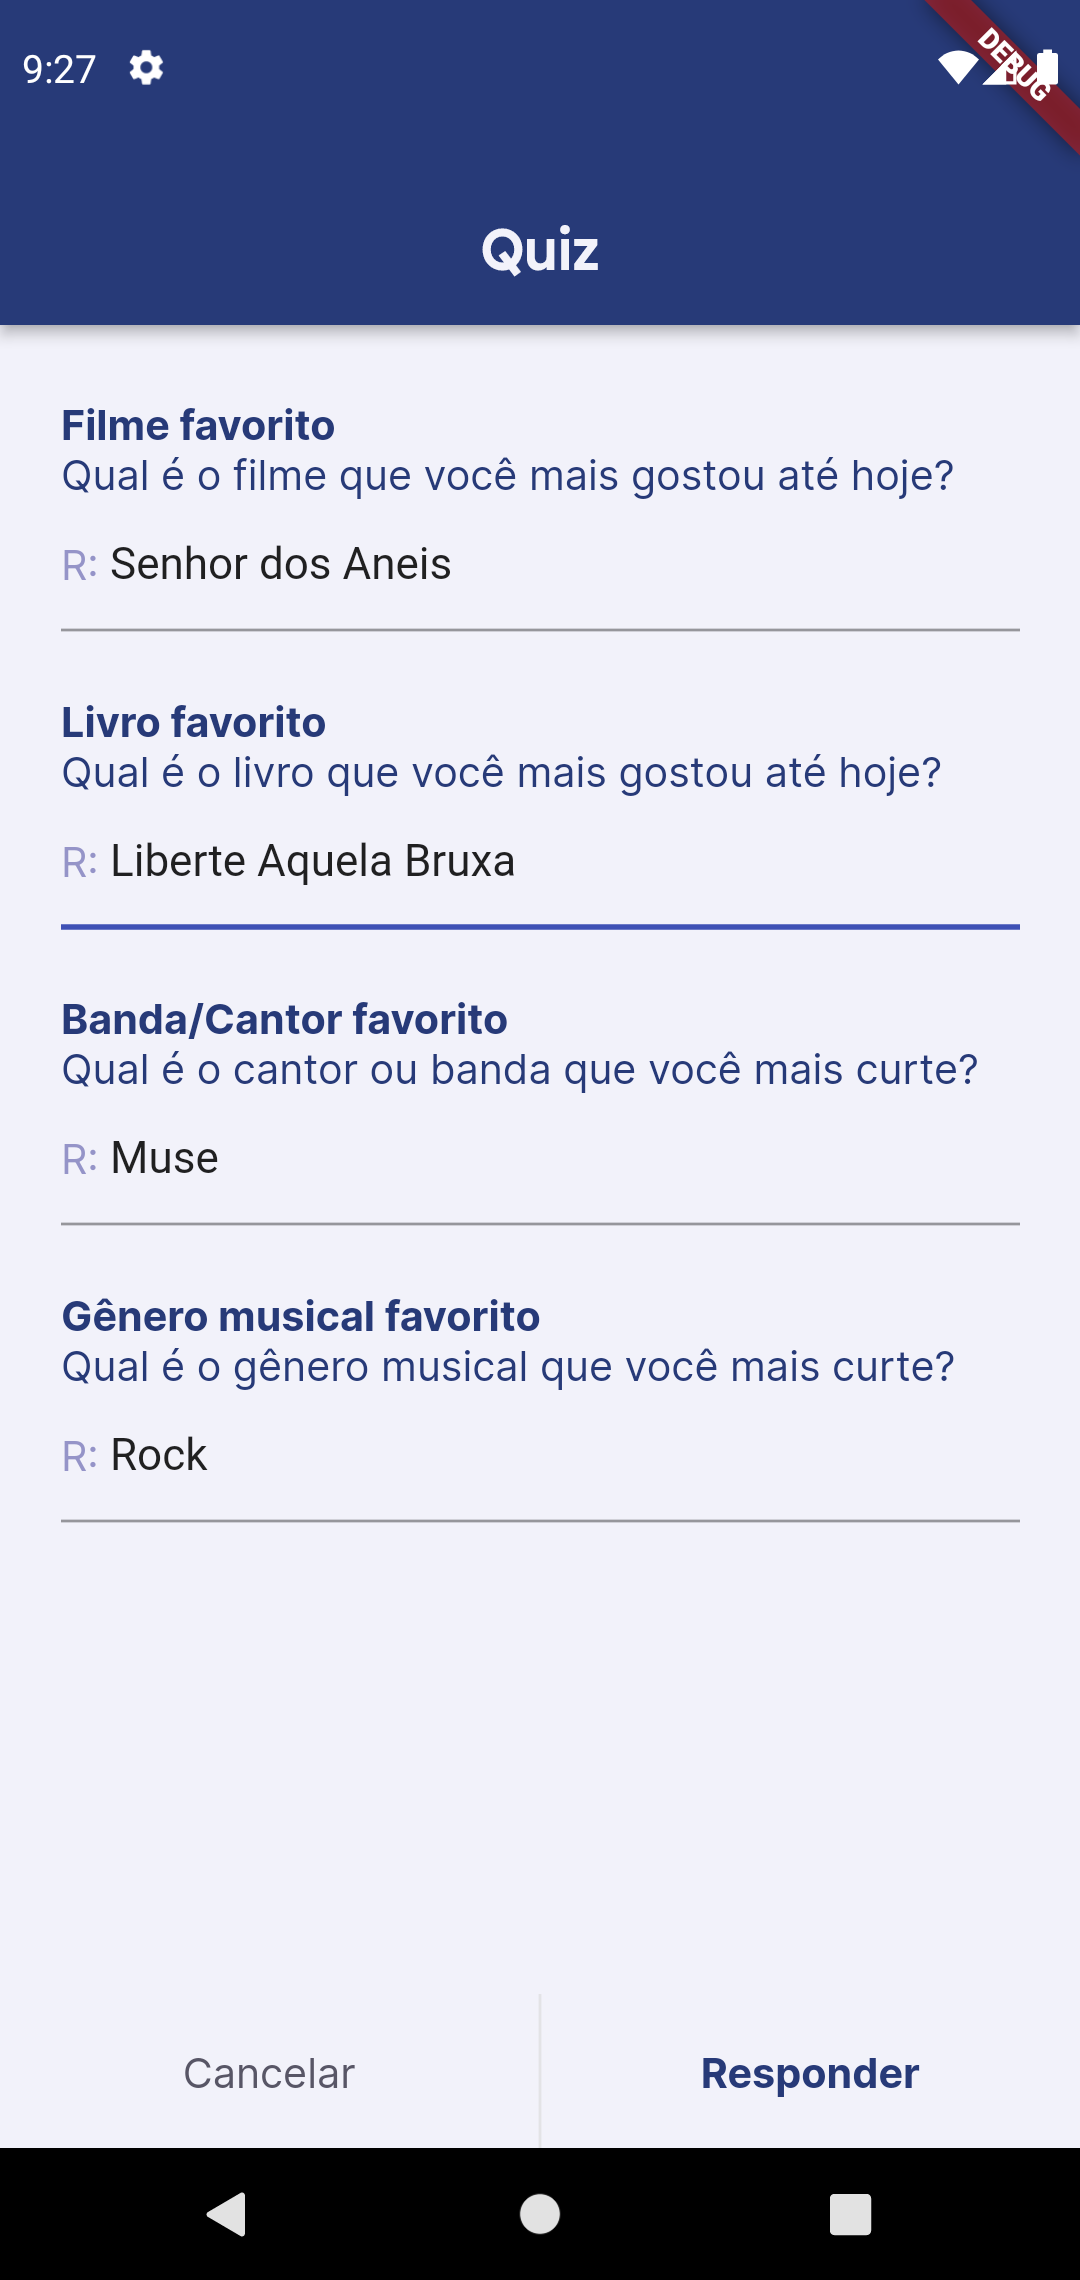 9:27
DEBUG
Quiz
Filme favorito
Qual é o filme que você mais gostou até hoje?
R: Senhor dos Aneis
Livro favorito
Qual é o livro que você mais gostou até hoje?
R: Liberte Aquela Bruxa
Banda/Cantor favorito
Qual é o cantor ou banda que você mais curte?
R: Muse
Gênero musical favorito
Qual é o gênero musical que você mais curte?
R: Rock
Cancelar
Responder